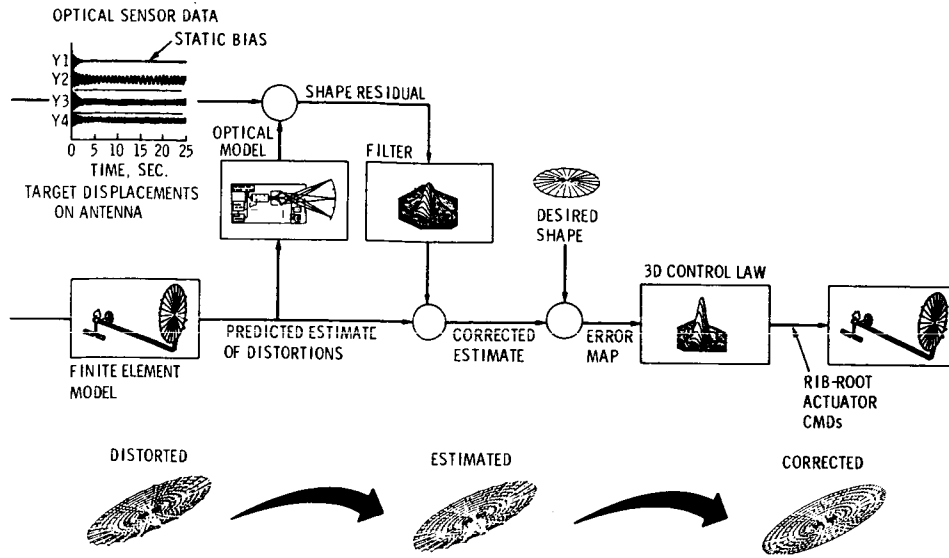 OPTICAL SENSOR DATA
STATIC BIAS
Y1
Y2
Y3
Y4
0 5 10 15 20 25
TIME, SEC.
TARGET DISPLACEMENTS
ON ANTENNA
OPTICAL
MODEL
SHAPE RESIDUAL
FILTER
DESIRED
SHAPE
3D CONTROL LAW
FINITE ELEMENT
MODEL
PREDICTED ESTIMATE
OF DISTORTIONS
CORRECTED
ESTIMATE
ERROR
MAP
RIB-ROOT
ACTUATOR
CMDs
DISTORTED
ESTIMATED
CORRECTED